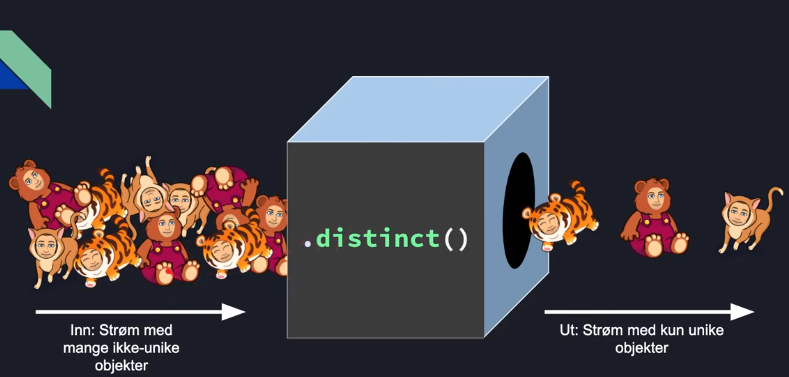 .distinct()
Inn: Strøm med
mange ikke-unike
objekter
Ut: Strøm med kun unike
objekter